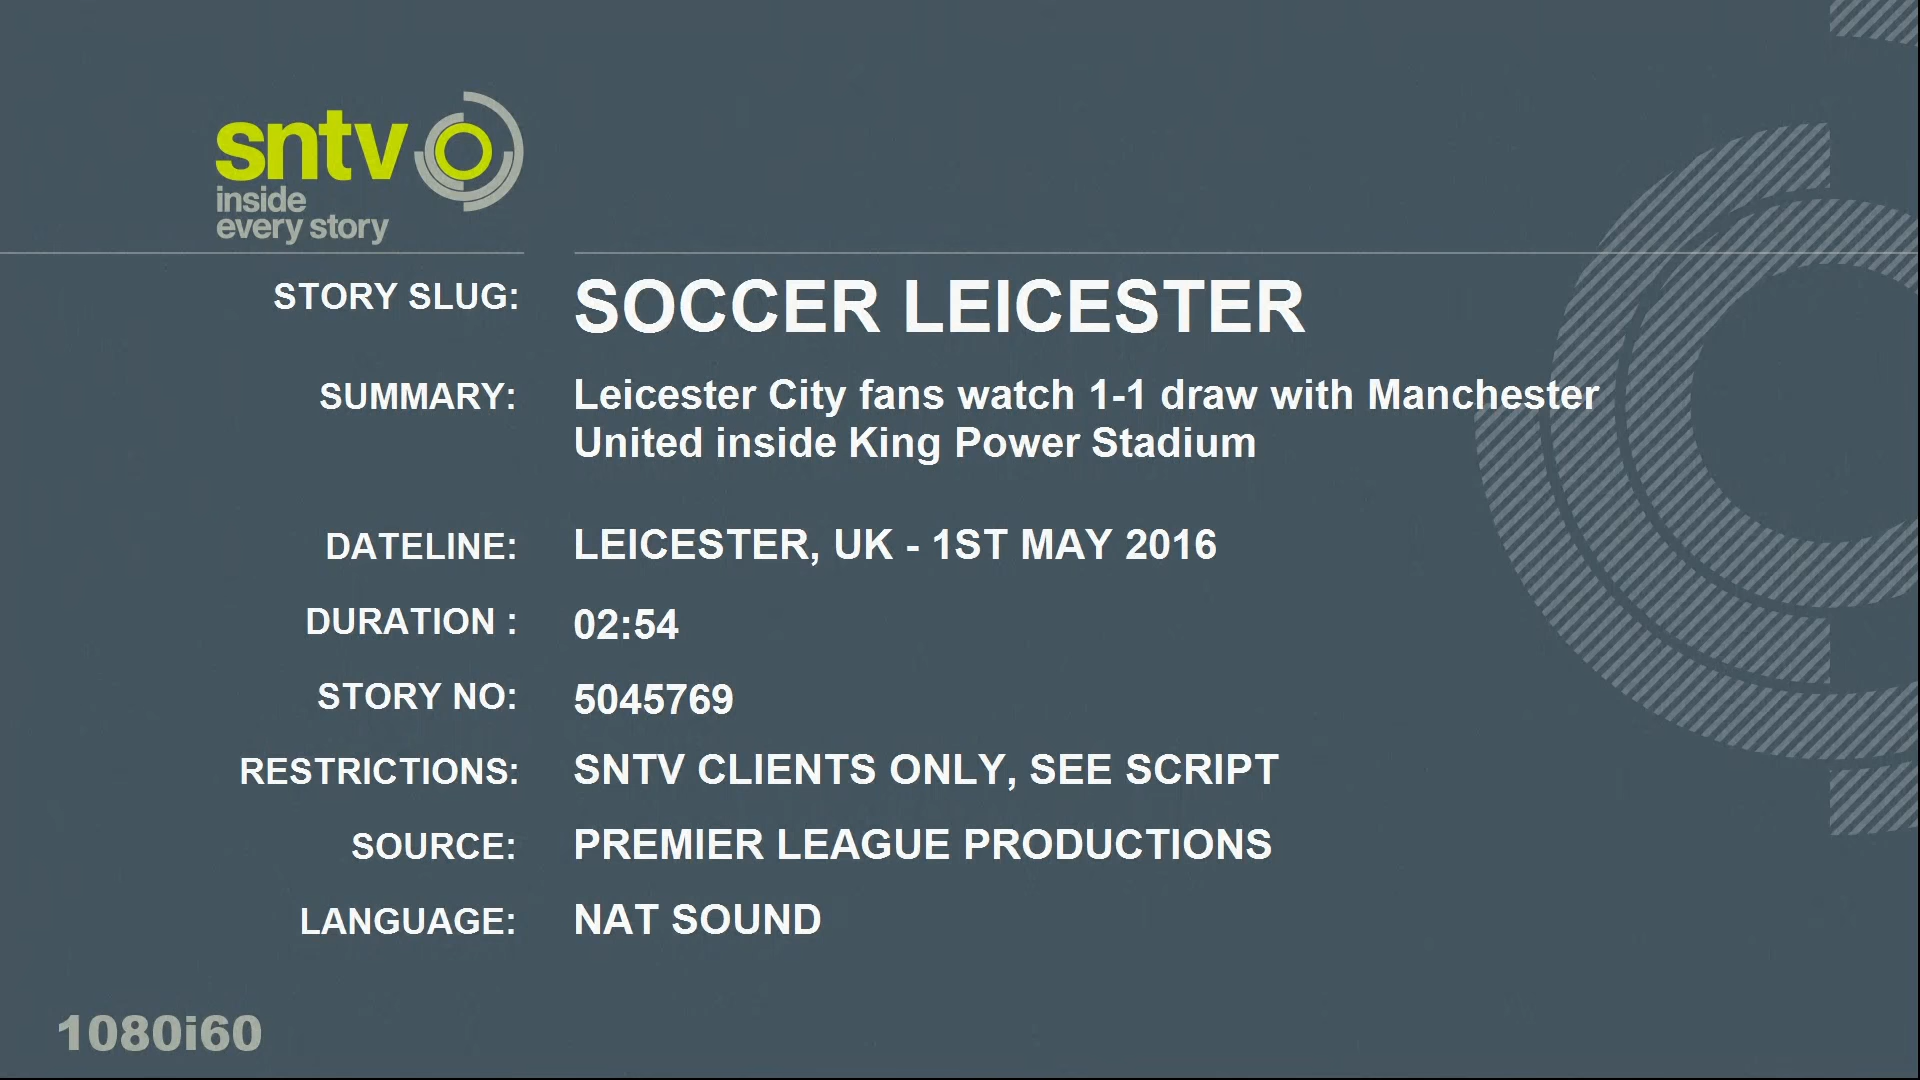 sntv
inside
every story
STORY SLUG: SOCCER LEICESTER
SUMMARY: Leicester City fans watch 1-1 draw with Manchester
United inside King Power Stadium
DATELINE: LEICESTER, UK - 1ST MAY 2016
DURATION : 02:54
STORY NO: 5045769
RESTRICTIONS: SNTV CLIENTS ONLY, SEE SCRIPT
SOURCE: PREMIER LEAGUE PRODUCTIONS
LANGUAGE: NAT SOUND
1080i60